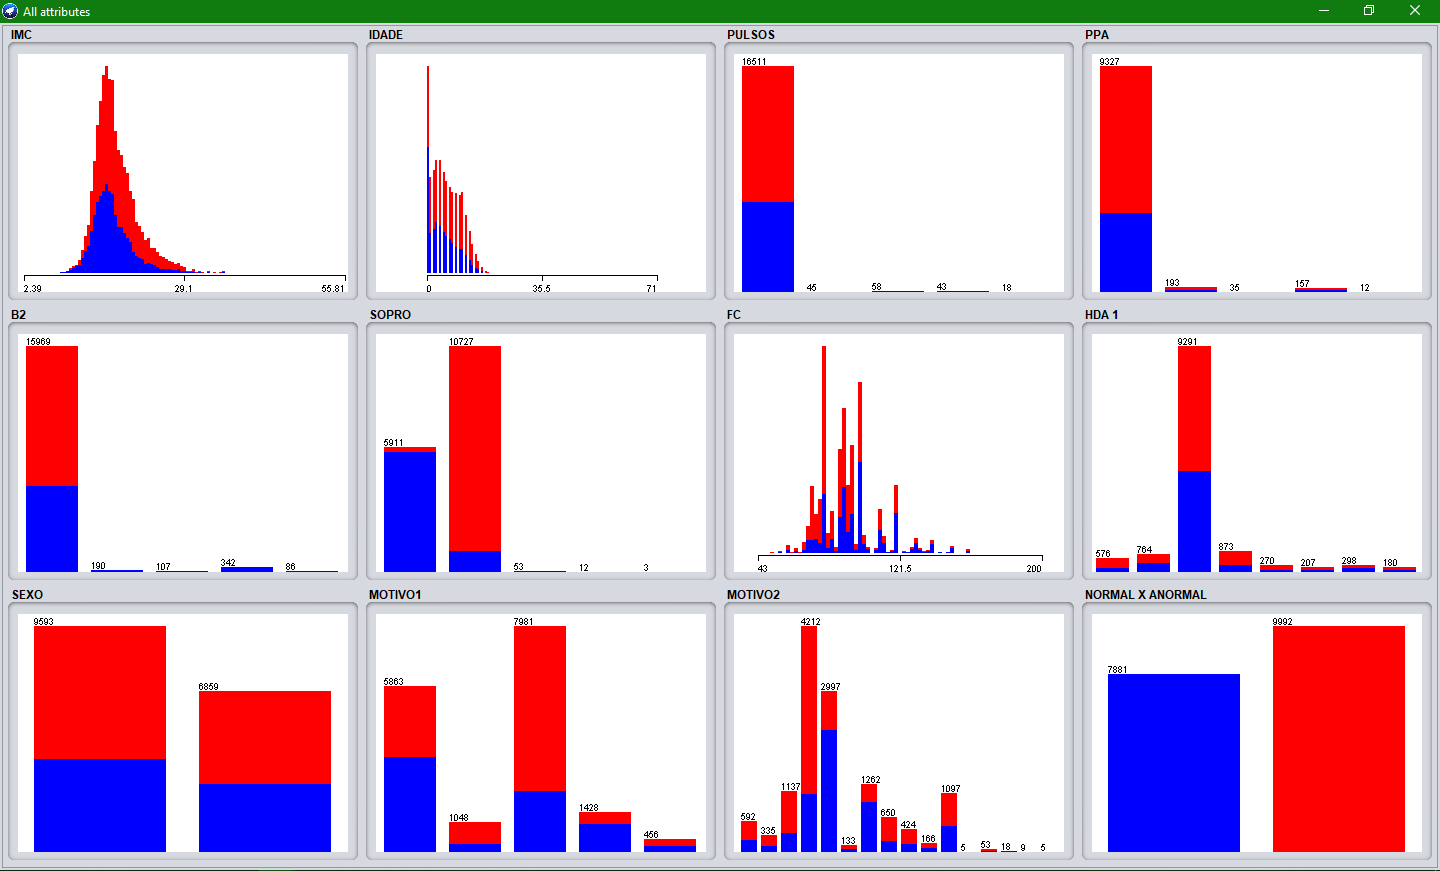 All attributes
IMC
2.39 29.1 55.81
IDADE
0 35.5 71
PULSOS
16511 45 58 43 18
PPA
9327 193 35 157 12
B2
15969 190 107 342 86
SOPRO
5911 10727 53 12 3
FC
43 121.5 200
HDA 1
576 764 9291 873 270 207 298 180
SEXO
9593 6859
MOTIVO1
5863 1048 7981 1428 456
MOTIVO2
592 335 1137 4212 2997 133 1262 650 424 166 1097 5 53 18 9 5
NORMAL X ANORMAL
7881 9992